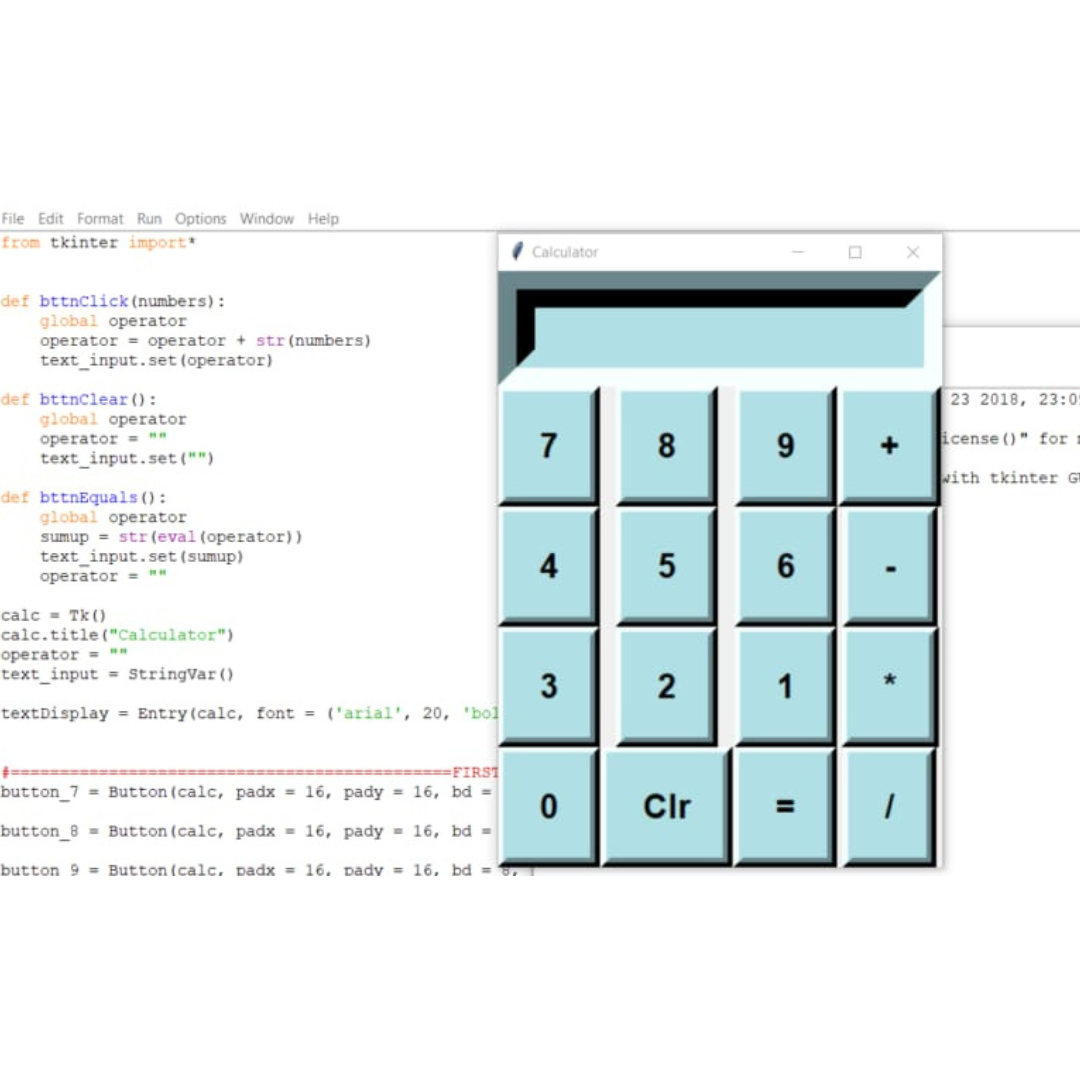 File Edit Format Run Options Window Help
from tkinter import*
def bttnClick(numbers):
    global operator
    operator = operator + str(numbers)
    text_input.set(operator)
def bttnClear():
    global operator
    operator = ""
    text_input.set("")
def bttnEquals():
    global operator
    sumup = str(eval(operator))
    text_input.set(sumup)
    operator = ""
calc = Tk()
calc.title("Calculator")
operator = ""
text_input = StringVar()
textDisplay = Entry(calc, font = ('arial', 20, 'bol
#=============================================FIRST
button_7 = Button(calc, padx = 16, pady = 16, bd =
button_8 = Button(calc, padx = 16, pady = 16, bd =
button_9 = Button(calc, padx = 16, pady = 16, bd = 8,
Calculator
7 8 9 +
4 5 6 -
3 2 1 *
0 Clr = /
23 2018, 23:0
icense()" for
with tkinter G